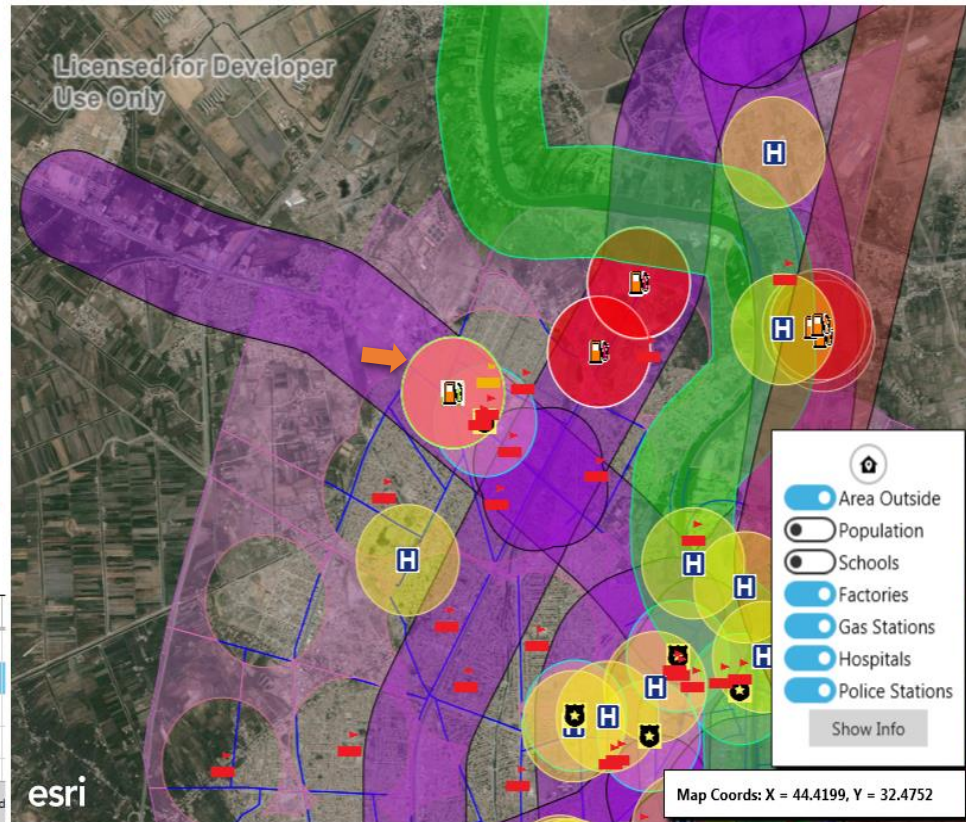 Licensed for Developer
Use Only
H
H
H
H
H
H
H
H
H
Area Outside
Population
Schools
Factories
Gas Stations
Hospitals
Police Stations
Show Info
Map Coords: X = 44.4199, Y = 32.4752
esri
d